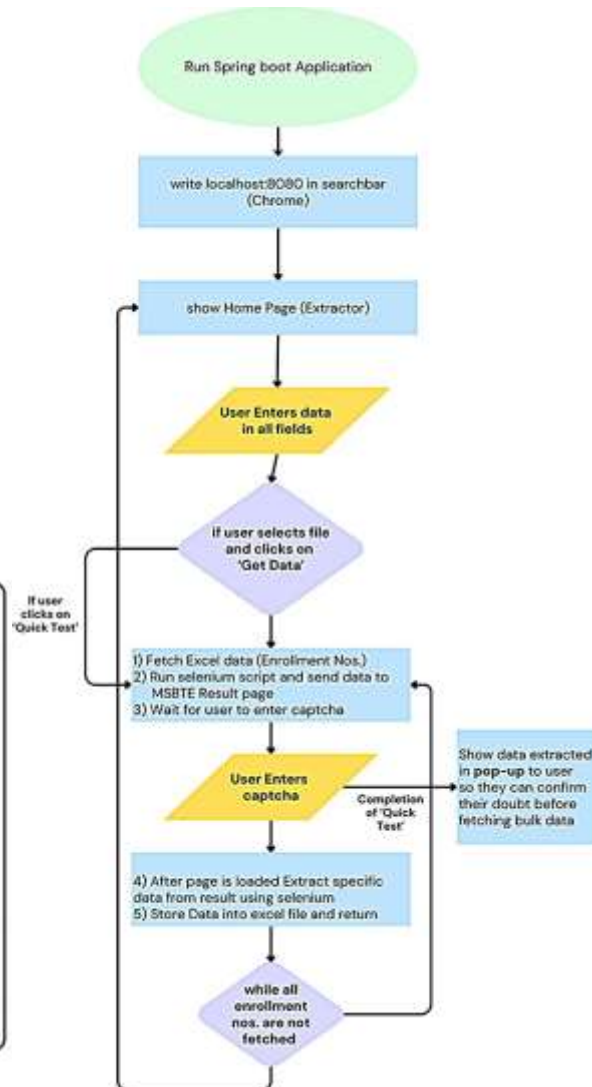 Run Spring boot Application
write localhost:8080 in searbar
(Chrome)
show Home Page (Extractor)
User Enters data
in all fields
if user selects file
and clicks on
'Get Data'
If user
clicks on
'Quick Test'
1) Fetch Excel data (Enrollment Nos.)
2) Run selenium script and send data to
MSBTE Result page
3) Wait for user to enter captcha
User Enters
captcha
Completion
of 'Quick
Test'
Show data extracted
in pop-up to user
so they can confirm
their doubt before
fetching bulk data
4) After page is loaded Extract specific
data from result using selenium
5) Store Data into excel file and return
while all
enrollment
nos. are not
fetched